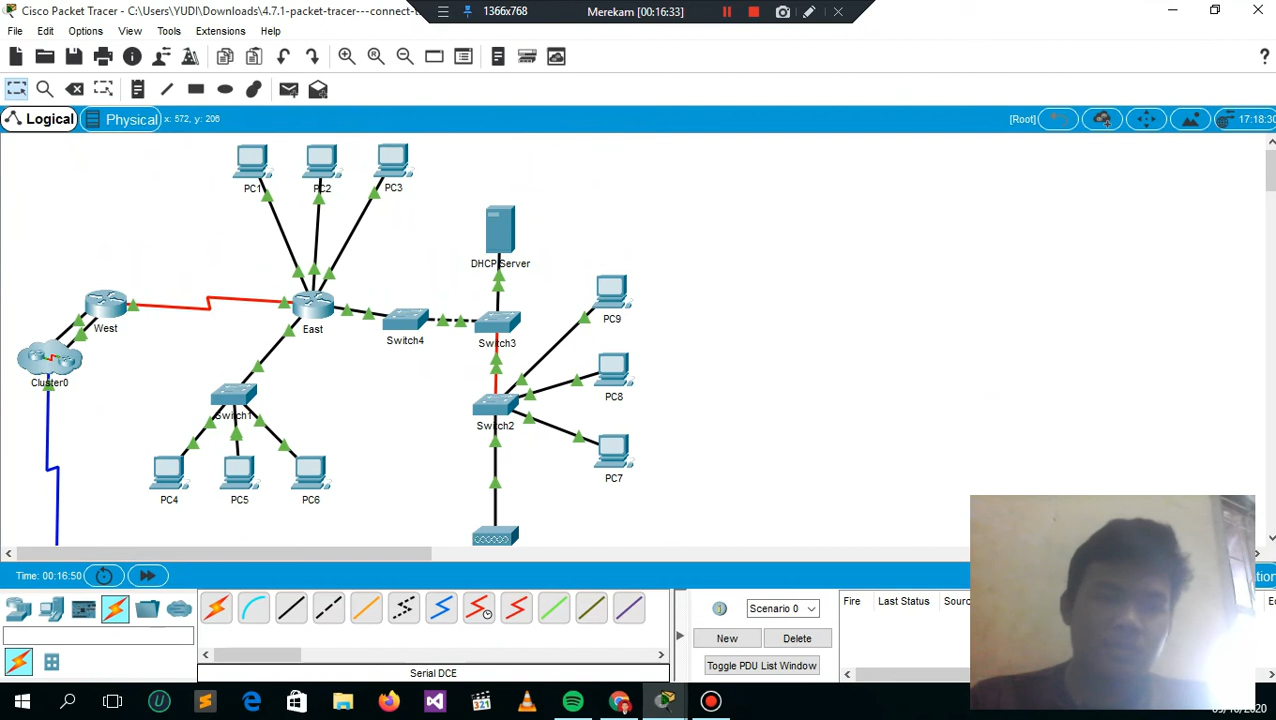 Cisco Packet Tracer - C:\Users\YUDI\Downloads\4.7.1-packet-tracer---connect-t
1366x768
Merekam [00:16:33]
File Edit Options View Tools Extensions Help
Logical
Physical
x: 572, y: 206
[Root]
17:18:30
PC1
PC2
PC3
DHCP Server
PC9
West
East
Switch4
Switch3
Cluster0
PC8
Switch1
Switch2
PC7
PC4
PC5
PC6
Time: 00:16:50
Scenario 0
Fire
Last Status
New
Delete
Toggle PDU List Window
Serial DCE